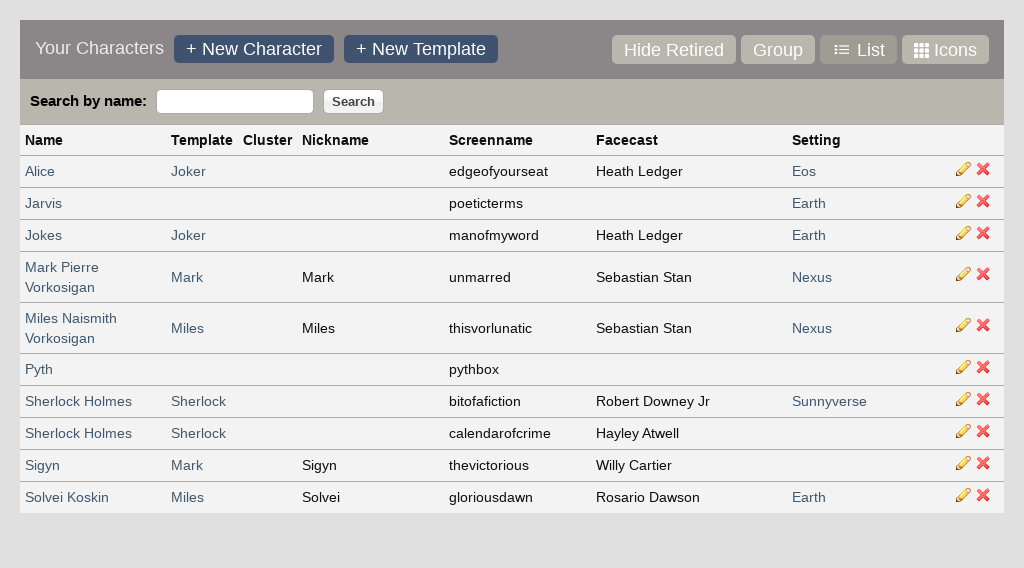 Your Characters + New Character + New Template Hide Retired Group List Icons
Search by name: Search
Name Template Cluster Nickname Screenname Facecast Setting
Alice Joker edgeofyourseat Heath Ledger Eos
Jarvis poeticterms Earth
Jokes Joker manofmyword Heath Ledger Earth
Mark Pierre
Vorkosigan Mark Mark unmarred Sebastian Stan Nexus
Miles Naismith
Vorkosigan Miles Miles thisvorlunatic Sebastian Stan Nexus
Pyth pythbox
Sherlock Holmes Sherlock bitofafiction Robert Downey Jr Sunnyverse
Sherlock Holmes Sherlock calendarofcrime Hayley Atwell
Sigyn Mark Sigyn thevictorious Willy Cartier
Solvei Koskin Miles Solvei gloriousdawn Rosario Dawson Earth